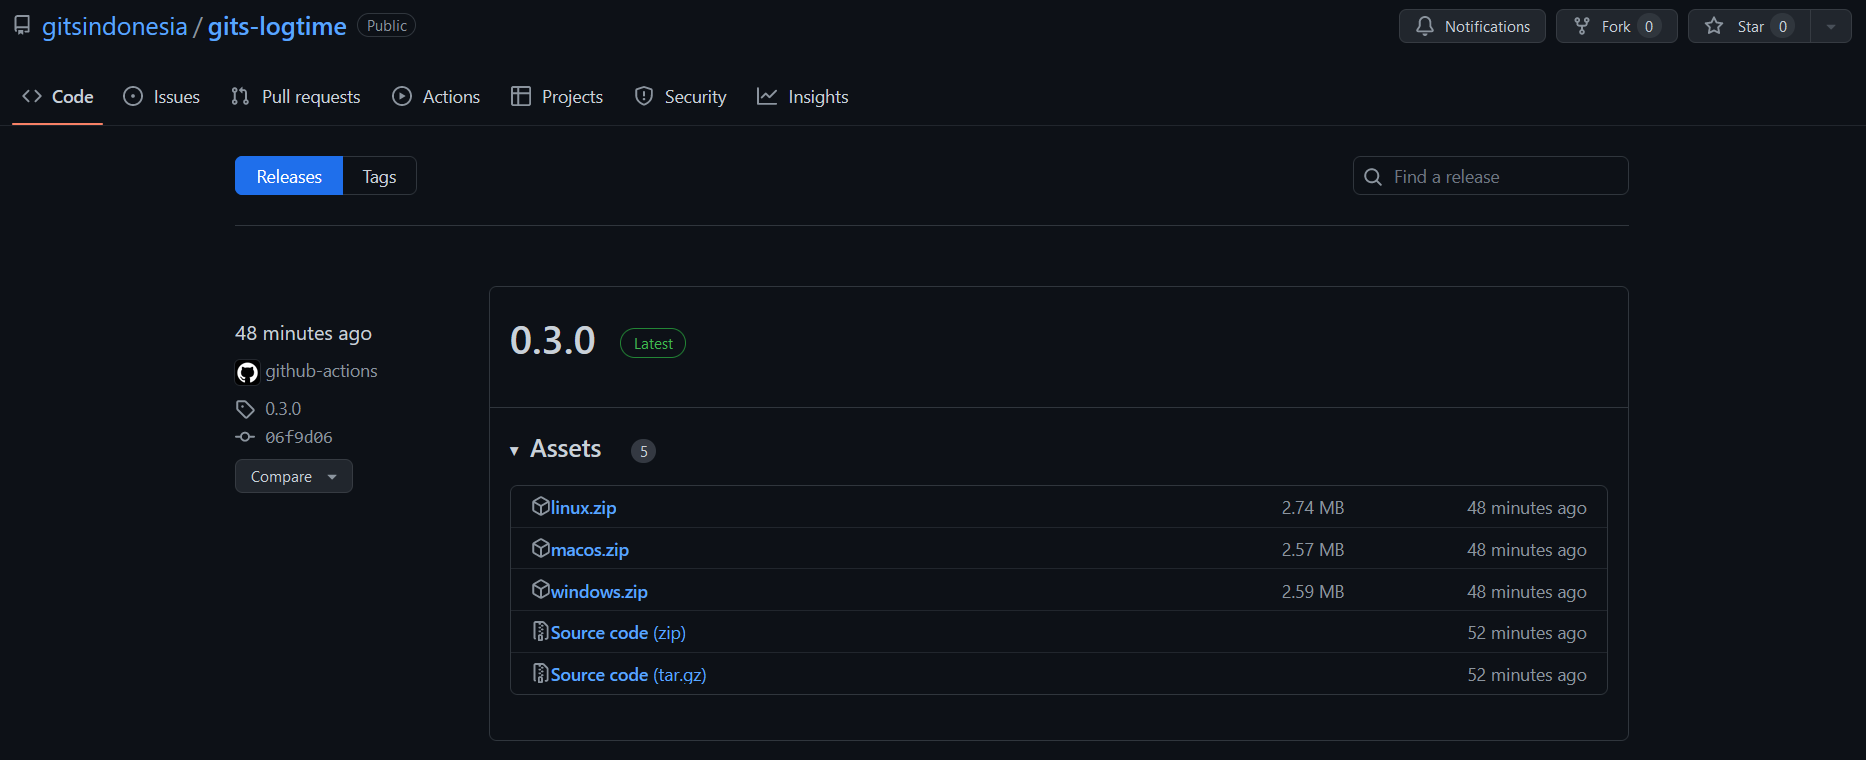 gitsindonesia / gits-logtime Public Notifications Fork 0 Star 0
Code Issues Pull requests Actions Projects Security Insights
Releases Tags Find a release
48 minutes ago
github-actions
0.3.0
06f9d06
Compare
0.3.0 Latest
Assets 5
linux.zip 2.74 MB 48 minutes ago
macos.zip 2.57 MB 48 minutes ago
windows.zip 2.59 MB 48 minutes ago
Source code (zip) 52 minutes ago
Source code (tar.gz) 52 minutes ago